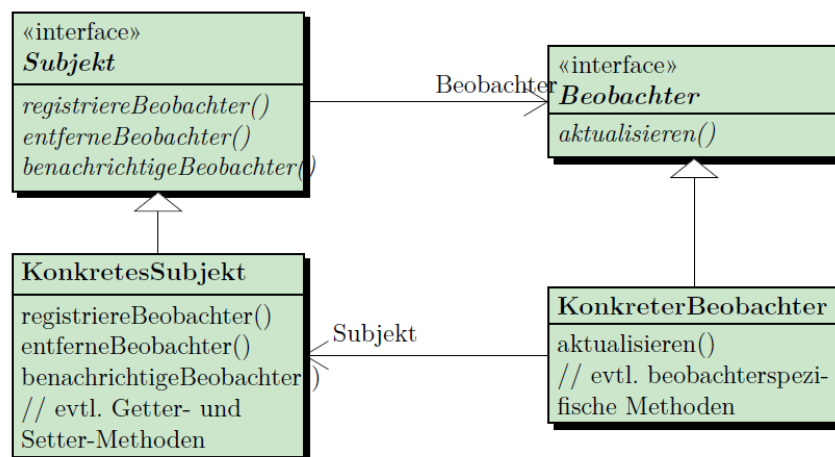 «interface»
Subjekt
registriereBeobachter()
entferneBeobachter()
benachrichtigeBeobachter()
Beobachter
«interface»
Beobachter
aktualisieren()
KonkretesSubjekt
registriereBeobachter()
entferneBeobachter()
benachrichtigeBeobachter()
// evtl. Getter- und
Setter-Methoden
Subjekt
KonkreterBeobachter
aktualisieren()
// evtl. beobachterspezi-
fische Methoden